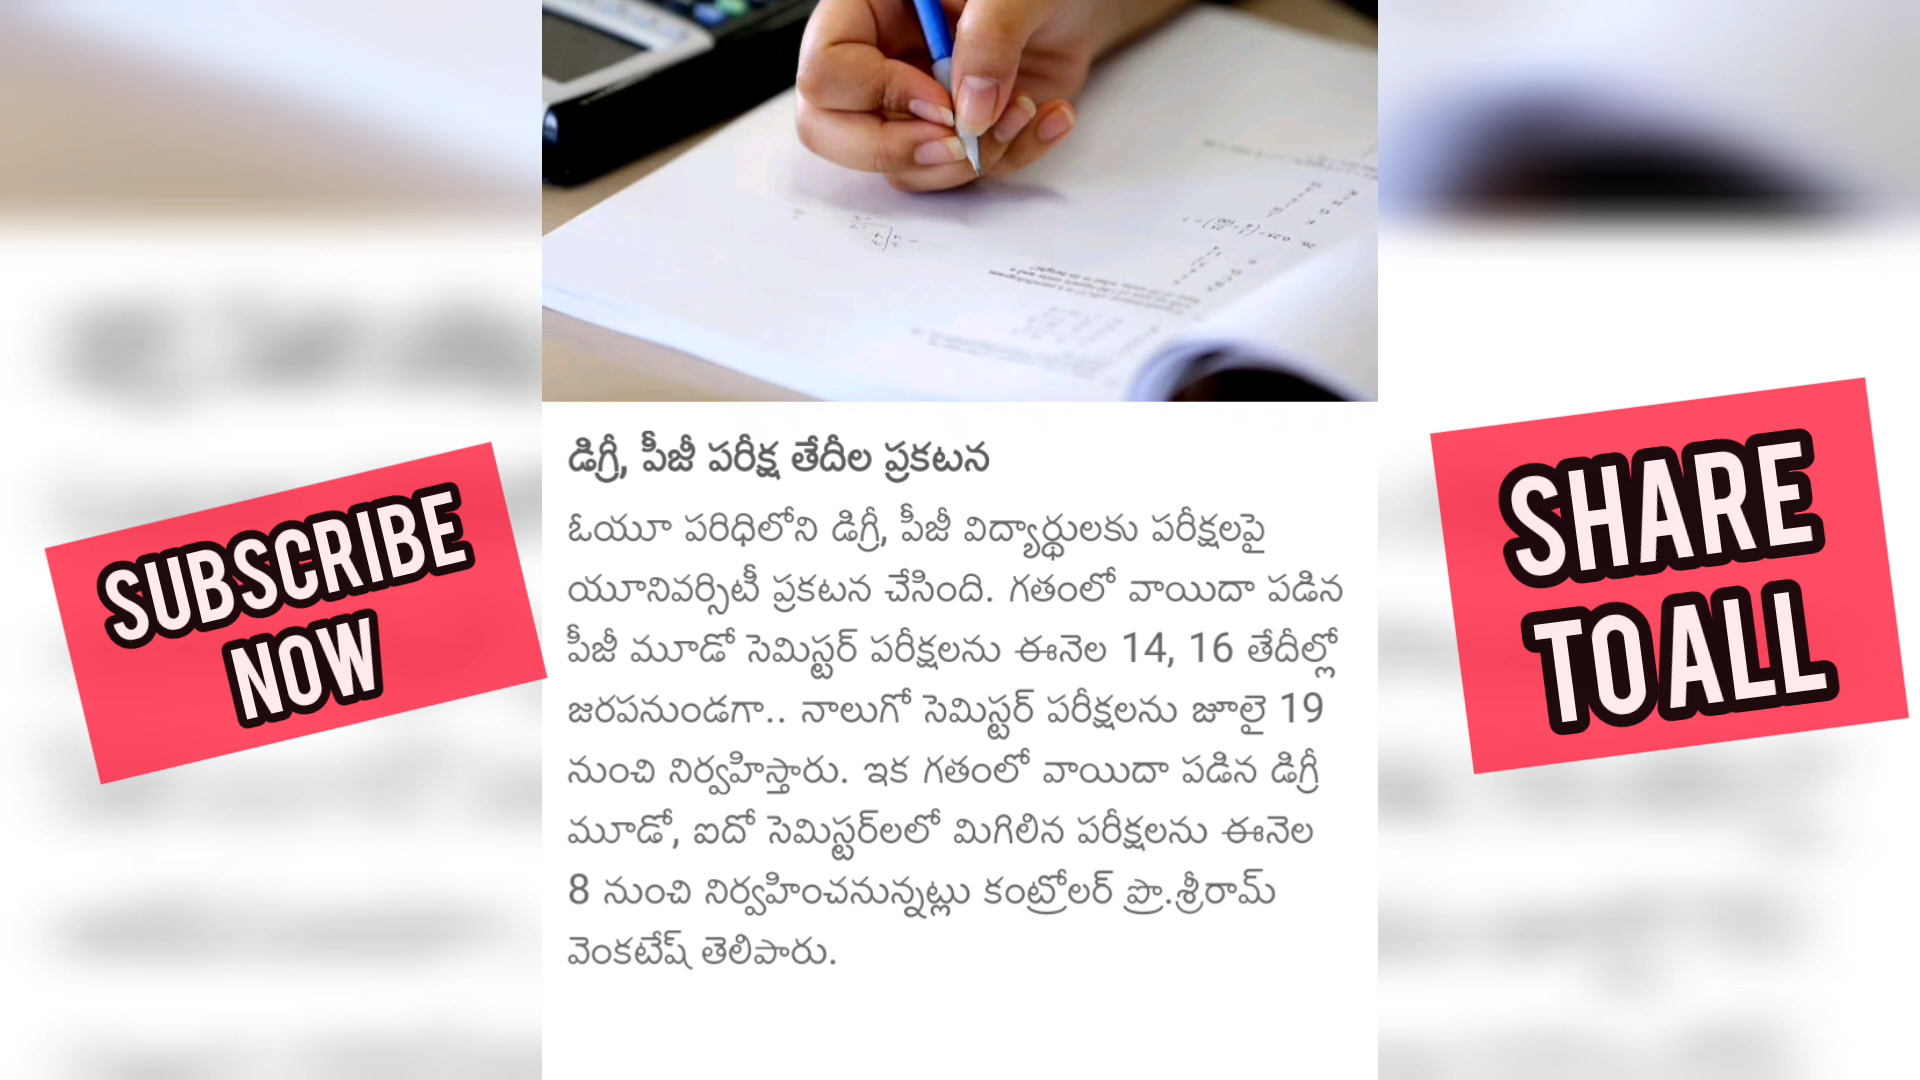 డిగ్రీ, పీజీ పరీక్ష తేదీల ప్రకటన
ఓయూ పరిధిలోని డిగ్రీ, పీజీ విద్యార్థులకు పరీక్షలపై
యూనివర్సిటీ ప్రకటన చేసింది. గతంలో వాయిదా పడిన
పీజీ మూడో సెమిస్టర్ పరీక్షలను ఈనెల 14, 16 తేదీల్లో
జరపనుండగా.. నాలుగో సెమిస్టర్ పరీక్షలను జూలై 19
నుంచి నిర్వహిస్తారు. ఇక గతంలో వాయిదా పడిన డిగ్రీ
మూడో, ఐదో సెమిస్టర్‌లలో మిగిలిన పరీక్షలను ఈనెల
8 నుంచి నిర్వహించనున్నట్లు కంట్రోలర్ ప్రొ.శ్రీరామ్
వెంకటేష్ తెలిపారు.
SUBSCRIBE
NOW
SHARE
TO ALL